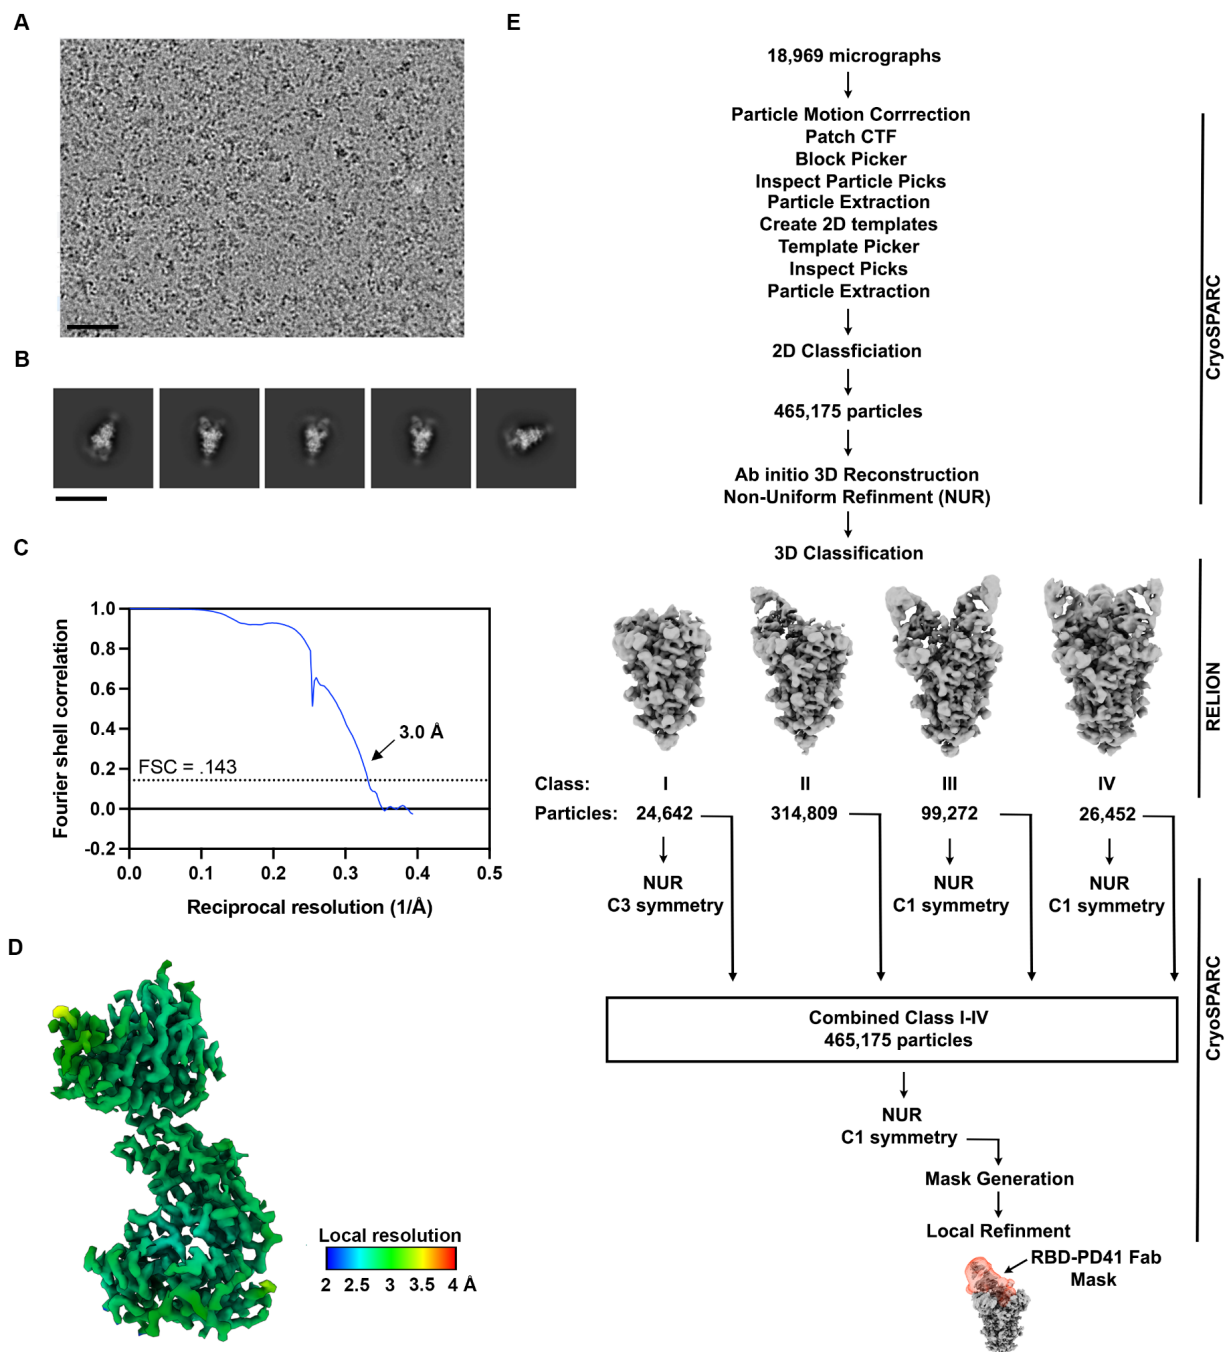 A
B
C
1.0
0.8
0.6
0.4
0.2
0.0
-0.2
Fourier shell correlation
3.0 Å
FSC = .143
0.0
0.1
0.2
0.3
0.4
0.5
Reciprocal resolution (1/Å)
D
Local resolution
2 2.5 3 3.5 4 Å
E
18,969 micrographs
Particle Motion Corrrection
Patch CTF
Block Picker
Inspect Particle Picks
Particle Extraction
Create 2D templates
Template Picker
Inspect Picks
Particle Extraction
2D Classficiation
465,175 particles
Ab initio 3D Reconstruction
Non-Uniform Refinment (NUR)
CryoSPARC
3D Classification
RELION
Class: I II III IV
Particles: 24,642 314,809 99,272 26,452
NUR
C3 symmetry
NUR
C1 symmetry
NUR
C1 symmetry
Combined Class I-IV
465,175 particles
NUR
C1 symmetry
Mask Generation
Local Refinment
CryoSPARC
RBD-PD41 Fab
Mask